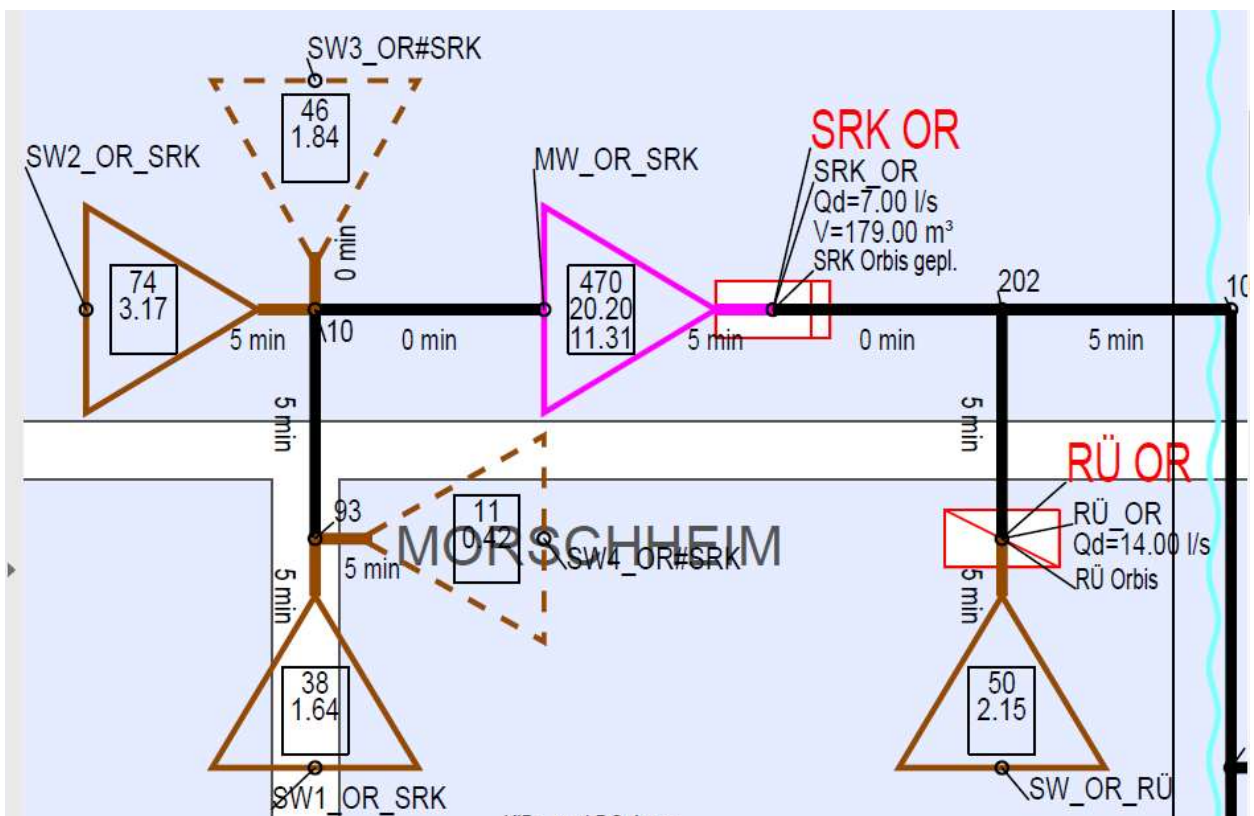 SW3_OR#SRK
46
1.84
SW2_OR_SRK
74
3.17
0 min
5 min
10
0 min
MW_OR_SRK
470
20.20
11.31
5 min
SRK OR
SRK_OR
Qd=7.00 l/s
V=179.00 m³
SRK Orbis gepl.
0 min
202
5 min
10
5 min
93
5 min
11
0.42
MORSCHHEIM
SW4_OR#SRK
5 min
38
1.64
SW1_OR_SRK
5 min
RÜ OR
RÜ_OR
Qd=14.00 l/s
RÜ Orbis
5 min
50
2.15
SW_OR_RÜ